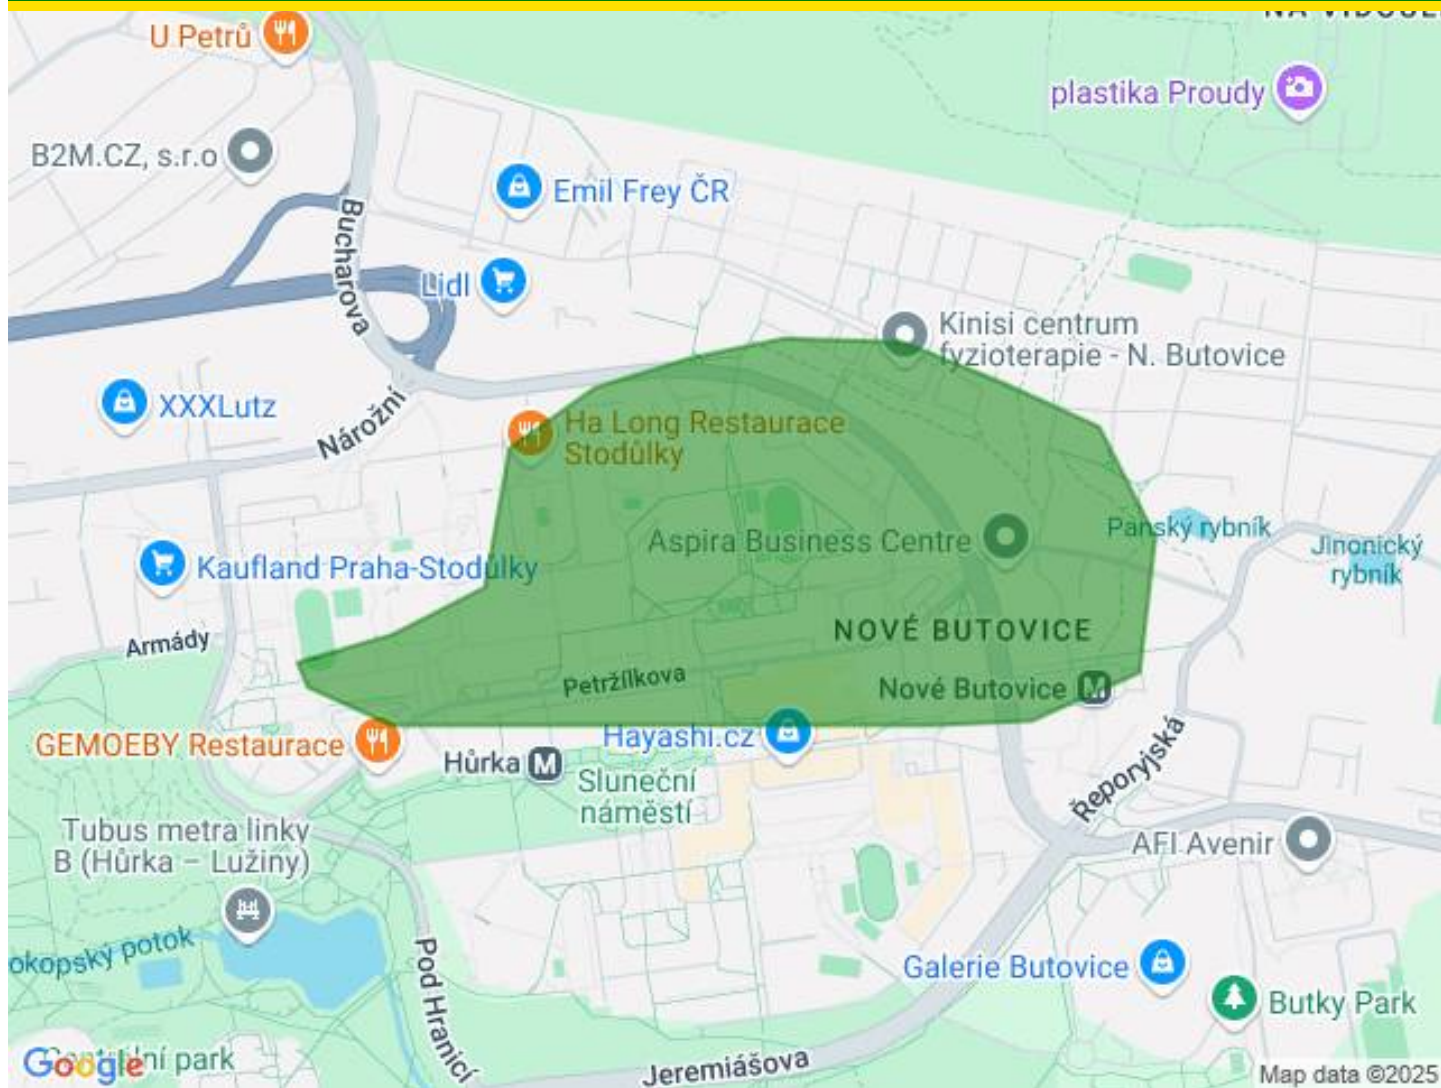 U Petrů
plastika Proudy
B2M.CZ, s.r.o
Emil Frey ČR
Bucharova
Lidl
Kinisi centrum
fyzioterapie - N. Butovice
XXXLutz
Nárožní
Ha Long Restaurace
Stodůlky
Aspira Business Centre
Panský rybník
Jinonický
rybník
Kaufland Praha-Stodůlky
Armády
NOVÉ BUTOVICE
Petržílkova
Nové Butovice M
GEMOEBY Restaurace
Hayashi.cz
Hůrka M
Sluneční
náměstí
Řeporyjská
Tubus metra linky
B (Hůrka – Lužiny)
AFI Avenir
okopský potok
Pod Hranicí
Galerie Butovice
Butky Park
Google
ní park
Jeremiášova
Map data ©2025